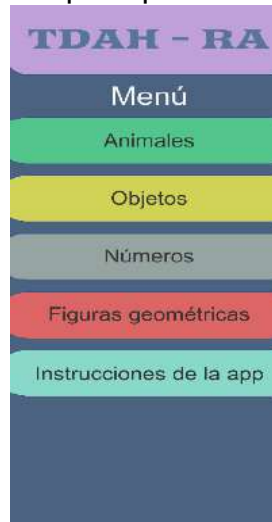 TDAH - RA
Menú
Animales
Objetos
Números
Figuras geométricas
Instrucciones de la app